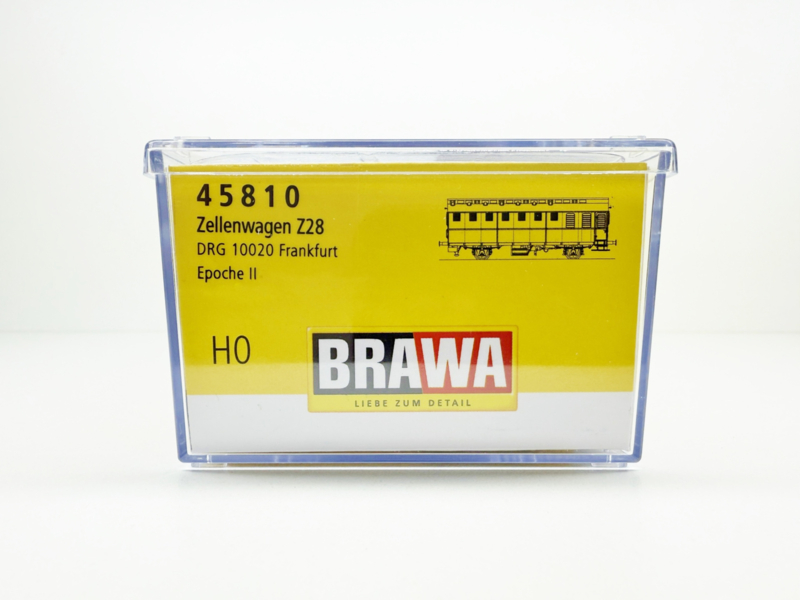 45810
Zellenwagen Z28
DRG 10020 Frankfurt
Epoche II
H0
BRAWA
LIEBE ZUM DETAIL